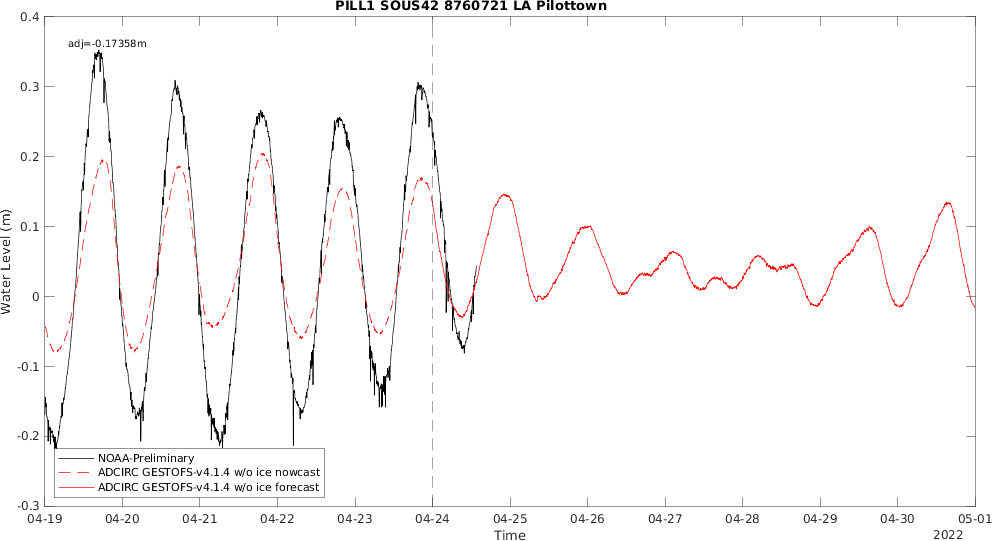 PILL1 SOUS42 8760721 LA Pilottown
adj=-0.17358m
0.4
0.3
0.2
0.1
0
-0.1
-0.2
-0.3
Water Level (m)
NOAA-Preliminary
ADCIRC GESTOFS-v4.1.4 w/o ice nowcast
ADCIRC GESTOFS-v4.1.4 w/o ice forecast
04-19 04-20 04-21 04-22 04-23 04-24 04-25 04-26 04-27 04-28 04-29 04-30 05-01
Time
2022